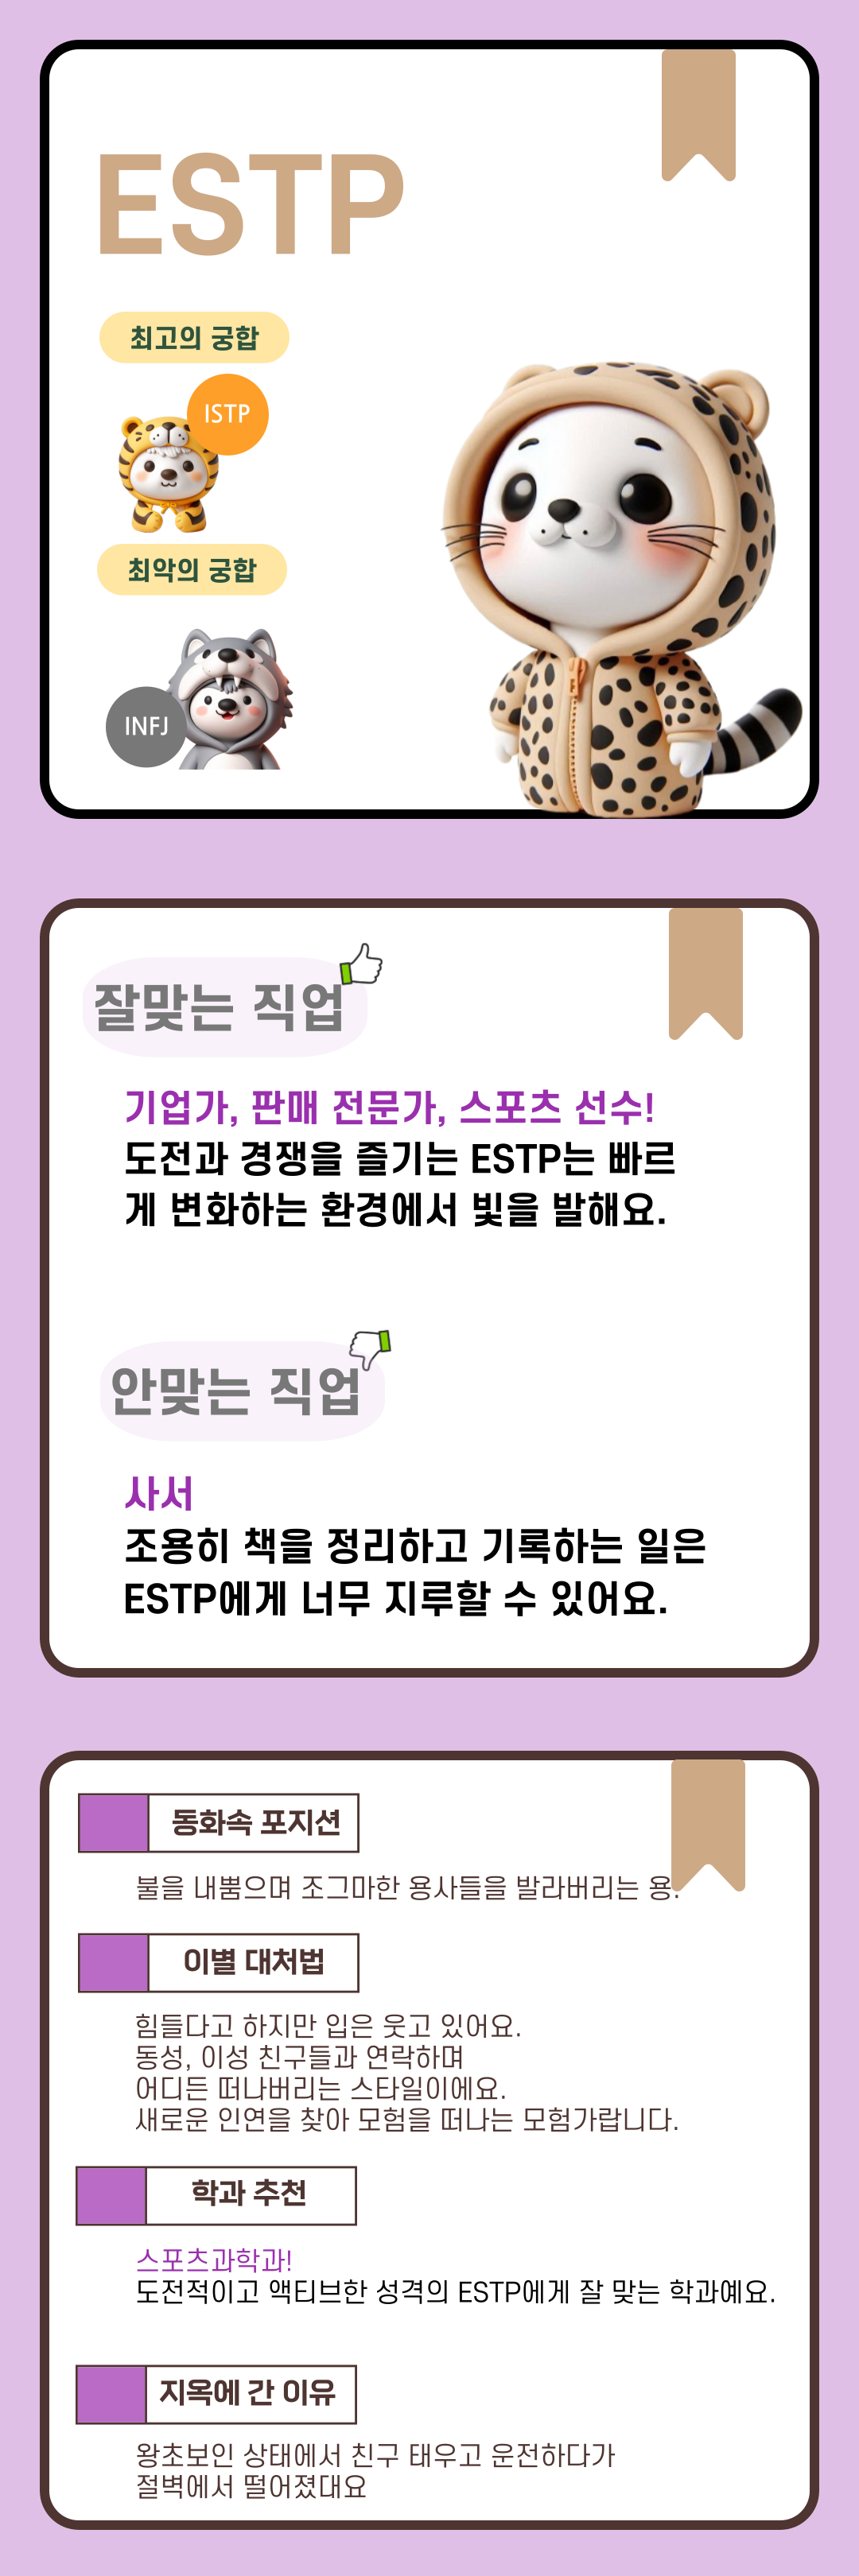 ESTP
최고의 궁합
ISTP
최악의 궁합
INFJ
잘맞는 직업
기업가, 판매 전문가, 스포츠 선수!
도전과 경쟁을 즐기는 ESTP는 빠르
게 변화하는 환경에서 빛을 발해요.
안맞는 직업
사서
조용히 책을 정리하고 기록하는 일은
ESTP에게 너무 지루할 수 있어요.
동화속 포지션
불을 내뿜으며 조그마한 용사들을 발라버리는 용.
이별 대처법
힘들다고 하지만 입은 웃고 있어요.
동성, 이성 친구들과 연락하며
어디든 떠나버리는 스타일이에요.
새로운 인연을 찾아 모험을 떠나는 모험가랍니다.
학과 추천
스포츠과학과!
도전적이고 액티브한 성격의 ESTP에게 잘 맞는 학과예요.
지옥에 간 이유
왕초보인 상태에서 친구 태우고 운전하다가
절벽에서 떨어졌대요